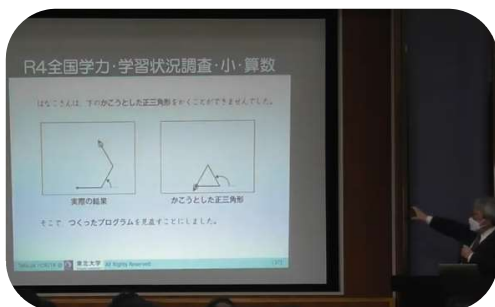 R4全国学力・学習状況調査・小・算数
はなこさんは、下のかこうとした正三角形をかくことができませんでした。
実際の結果
かこうとした正三角形
そこで つくったプログラムを見直すことにしました。
東北大学 All Rights Reserved